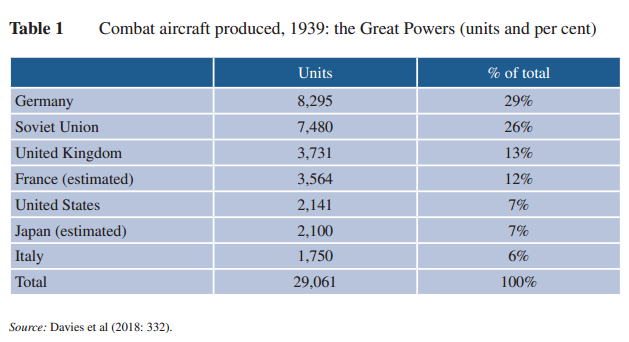 Table 1 Combat aircraft produced, 1939: the Great Powers (units and per cent)
Units % of total
Germany 8,295 29%
Soviet Union 7,480 26%
United Kingdom 3,731 13%
France (estimated) 3,564 12%
United States 2,141 7%
Japan (estimated) 2,100 7%
Italy 1,750 6%
Total 29,061 100%
Source: Davies et al (2018: 332).